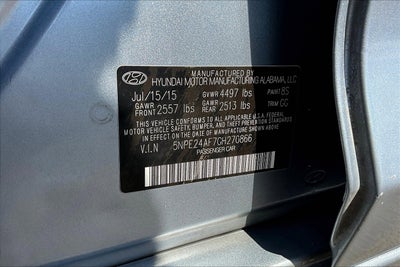 MANUFACTURED BY
HYUNDAI MOTOR MANUFACTURING ALABAMA, LLC
Jul/15/15 GVWR 4497 lbs PAINT 8S
GAWR FRONT 2557 lbs GAWR REAR 2513 lbs TRIM GG
THIS VEHICLE CONFORMS TO ALL APPLICABLE U.S.A. FEDERAL
MOTOR VEHICLE SAFETY, BUMPER, AND THEFT PREVENTION STANDARDS
IN EFFECT ON THE DATE OF MANUFACTURE SHOWN ABOVE.
V.I.N 5NPE24AF7GH270866
PASSENGER CAR